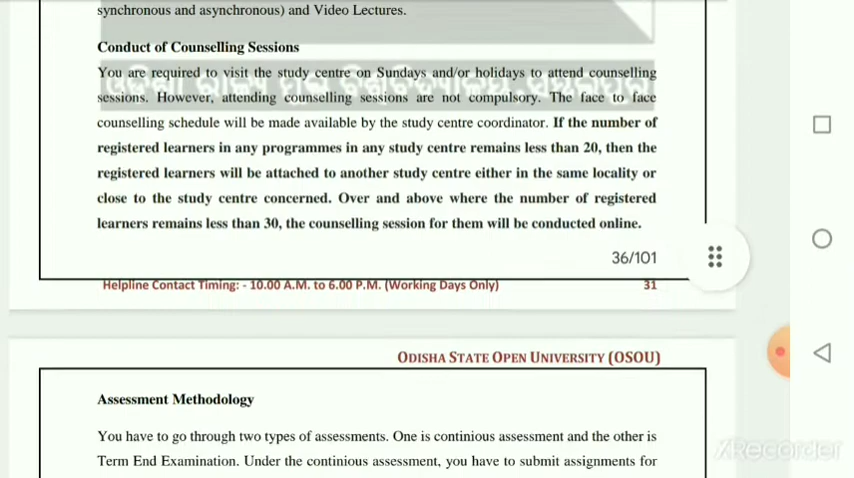 synchronous and asynchronous) and Video Lectures.
Conduct of Counselling Sessions
You are required to visit the study centre on Sundays and/or holidays to attend counselling
sessions. However, attending counselling sessions are not compulsory. The face to face
counselling schedule will be made available by the study centre coordinator. If the number of
registered learners in any programmes in any study centre remains less than 20, then the
registered learners will be attached to another study centre either in the same locality or
close to the study centre concerned. Over and above where the number of registered
learners remains less than 30, the counselling session for them will be conducted online.
36/101
Helpline Contact Timing: - 10.00 A.M. to 6.00 P.M. (Working Days Only) 31
ODISHA STATE OPEN UNIVERSITY (OSOU)
Assessment Methodology
You have to go through two types of assessments. One is continious assessment and the other is
Term End Examination. Under the continious assessment, you have to submit assignments for
XRecorder